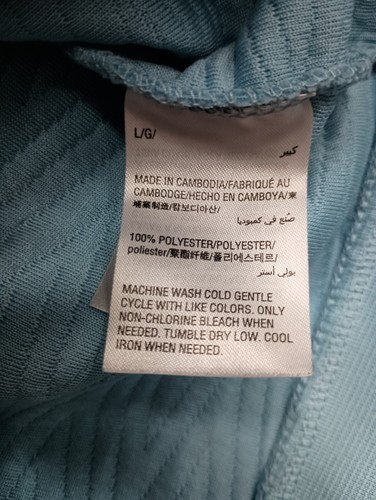 L/G/
كبير
MADE IN CAMBODIA/FABRIQUÉ AU
CAMBODGE/HECHO EN CAMBOYA/柬
埔寨制造/캄보디아산/
صُنع في كمبوديا
100% POLYESTER/POLYESTER/
poliester/聚酯纤维/폴리에스테르/
بولي أستر
MACHINE WASH COLD GENTLE
CYCLE WITH LIKE COLORS. ONLY
NON-CHLORINE BLEACH WHEN
NEEDED. TUMBLE DRY LOW. COOL
IRON WHEN NEEDED.